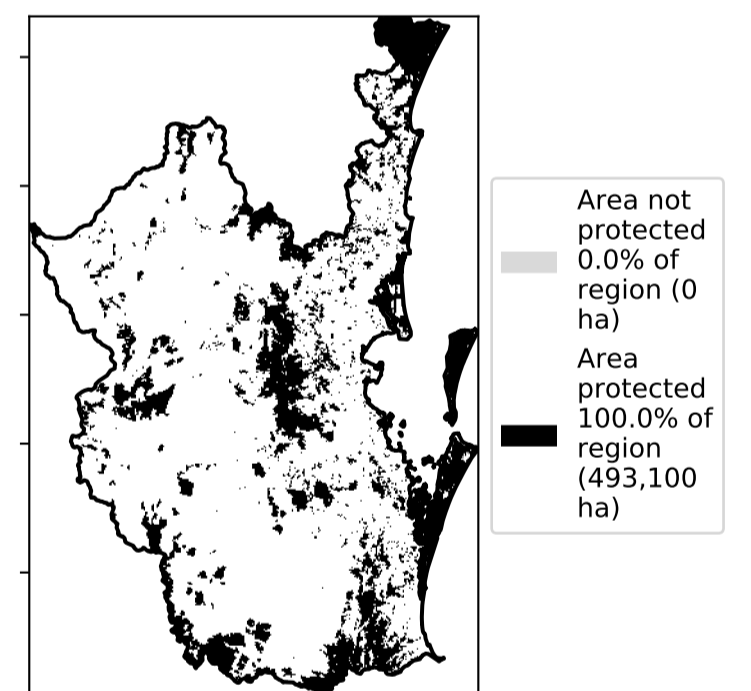 Area not
protected
0.0% of
region (0
ha)
Area
protected
100.0% of
region
(493,100
ha)